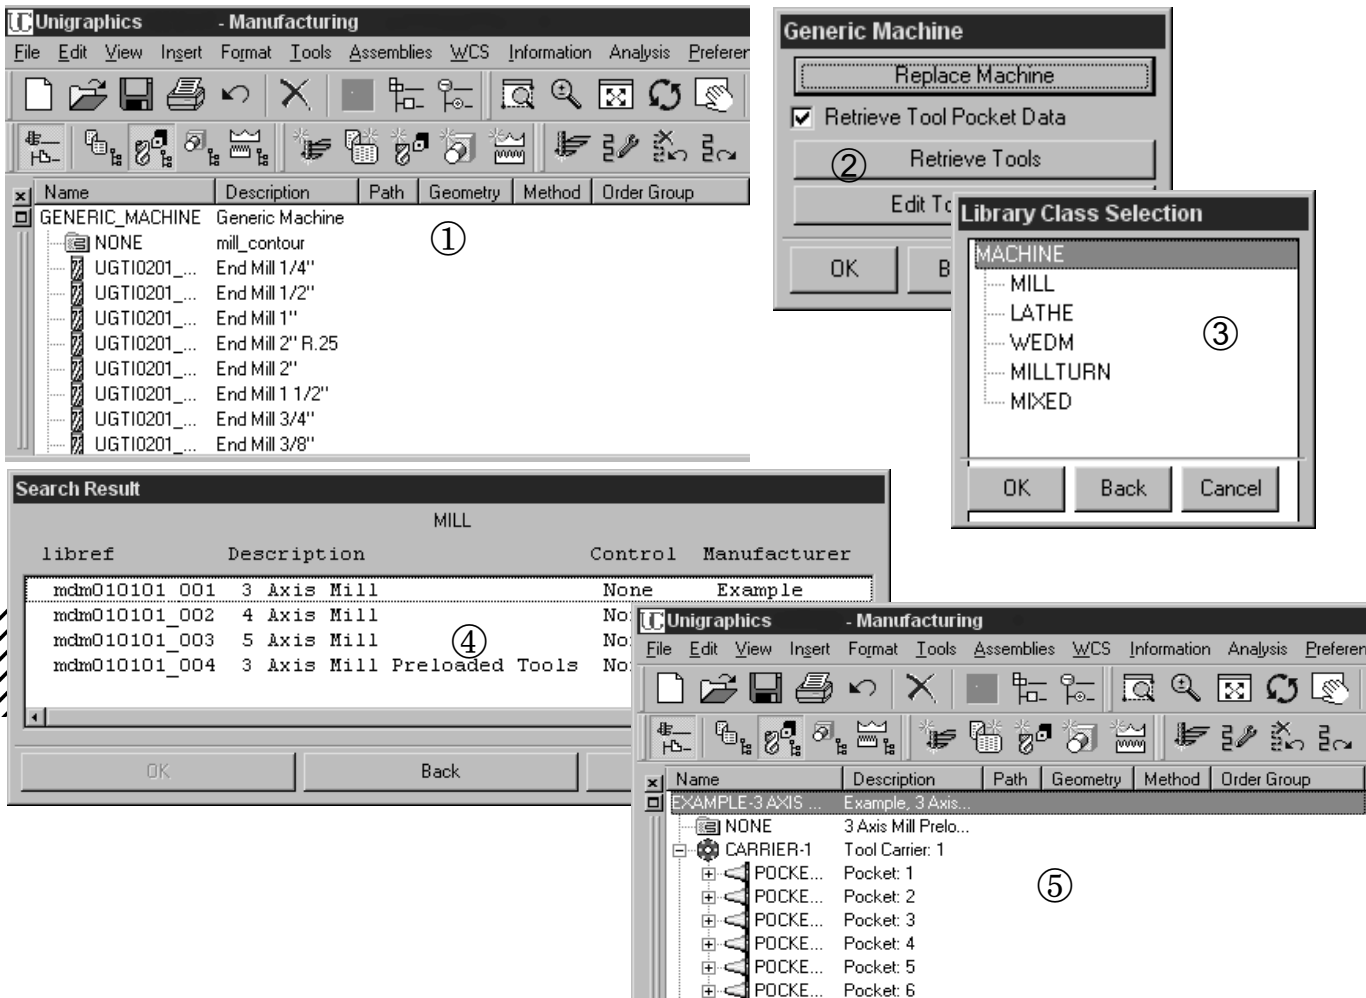 Unigraphics - Manufacturing
File Edit View Insert Format Tools Assemblies WCS Information Analysis Preferen
Name Description Path Geometry Method Order Group
GENERIC_MACHINE Generic Machine
NONE mill_contour
①
UGTI0201_... End Mill 1/4"
UGTI0201_... End Mill 1/2"
UGTI0201_... End Mill 1"
UGTI0201_... End Mill 2" R.25
UGTI0201_... End Mill 2"
UGTI0201_... End Mill 1 1/2"
UGTI0201_... End Mill 3/4"
UGTI0201_... End Mill 3/8"
Generic Machine
Replace Machine
Retrieve Tool Pocket Data
Retrieve Tools
②
Edit To
OK B
Library Class Selection
MACHINE
MILL
LATHE
WEDM
MILLTURN
MIXED
③
OK Back Cancel
Search Result
MILL
libref Description Control Manufacturer
mdm010101_001 3 Axis Mill None Example
mdm010101_002 4 Axis Mill No
mdm010101_003 5 Axis Mill No
mdm010101_004 3 Axis Mill Preloaded Tools No
④
OK Back
Unigraphics - Manufacturing
File Edit View Insert Format Tools Assemblies WCS Information Analysis Preferen
Name Description Path Geometry Method Order Group
EXAMPLE-3 AXIS ... Example, 3 Axis...
NONE 3 Axis Mill Prelo...
CARRIER-1 Tool Carrier: 1
POCKE... Pocket: 1
POCKE... Pocket: 2
POCKE... Pocket: 3
POCKE... Pocket: 4
POCKE... Pocket: 5
POCKE... Pocket: 6
⑤